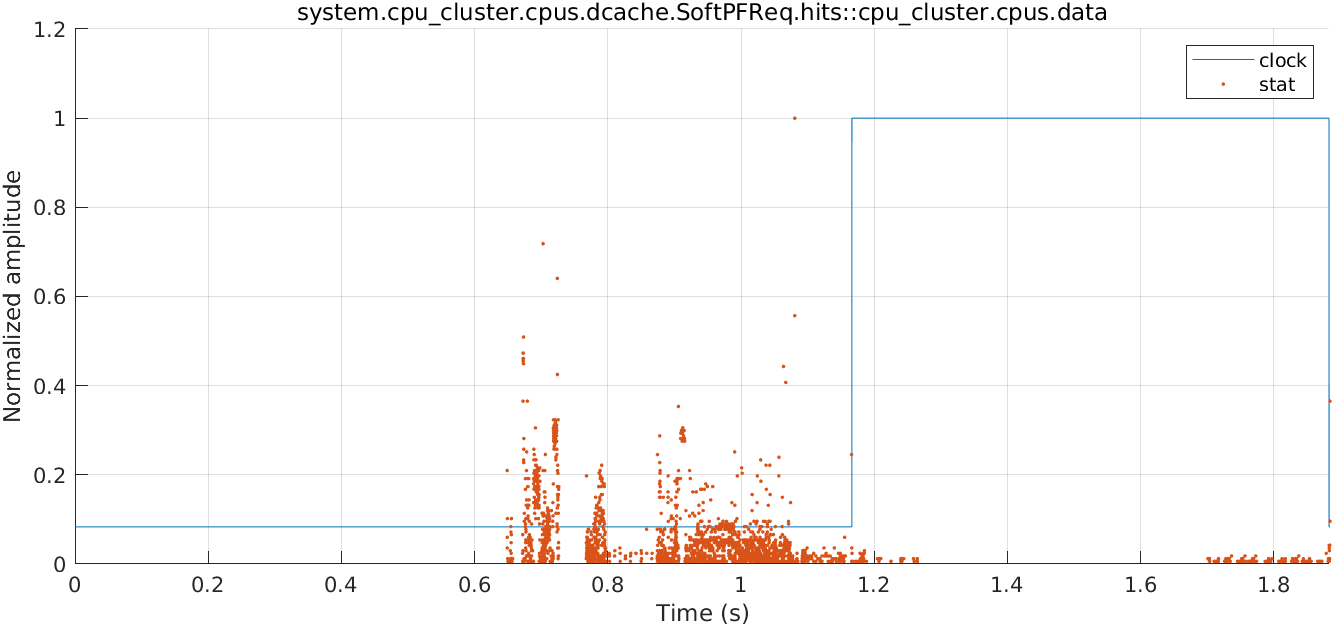 system.cpu_cluster.cpus.dcache.SoftPFReq.hits::cpu_cluster.cpus.data
1.2
1
0.8
0.6
0.4
0.2
0
Normalized amplitude
clock
stat
0 0.2 0.4 0.6 0.8 1 1.2 1.4 1.6 1.8
Time (s)